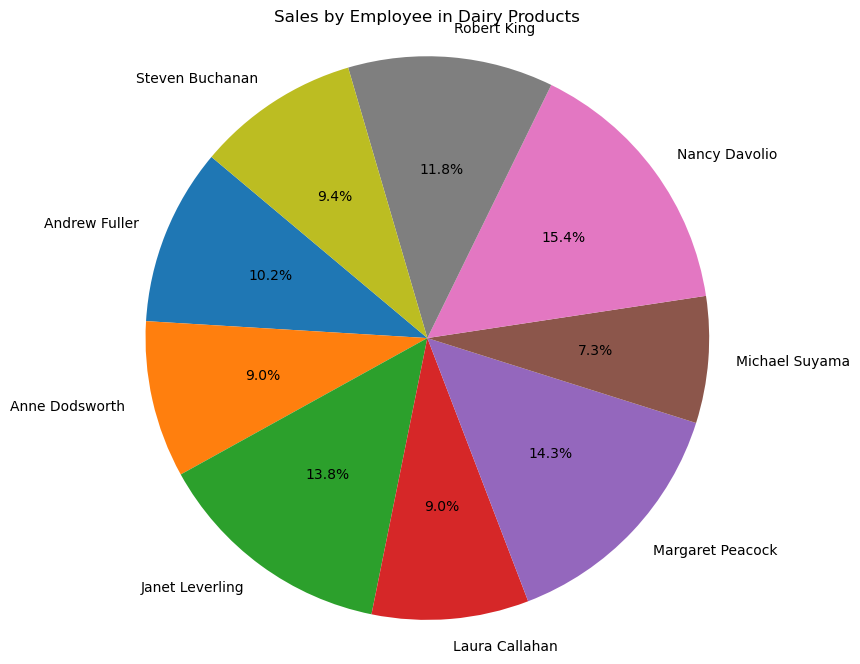 Sales by Employee in Dairy Products
Robert King
Steven Buchanan
Nancy Davolio
11.8%
9.4%
Andrew Fuller
15.4%
10.2%
7.3%
Michael Suyama
9.0%
Anne Dodsworth
14.3%
13.8%
9.0%
Margaret Peacock
Janet Leverling
Laura Callahan